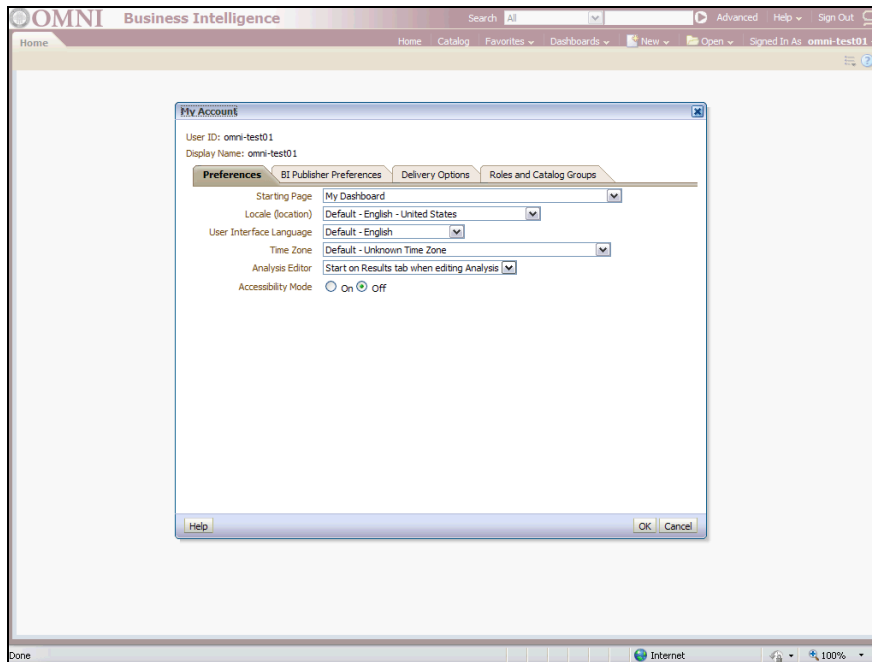 OMNI Business Intelligence Search All Advanced Help Sign Out
Home Home Catalog Favorites Dashboards New Open Signed In As omni-test01
My Account
User ID: omni-test01
Display Name: omni-test01
Preferences BI Publisher Preferences Delivery Options Roles and Catalog Groups
Starting Page My Dashboard
Locale (location) Default - English - United States
User Interface Language Default - English
Time Zone Default - Unknown Time Zone
Analysis Editor Start on Results tab when editing Analysis
Accessibility Mode On Off
Help OK Cancel
Done Internet 100%